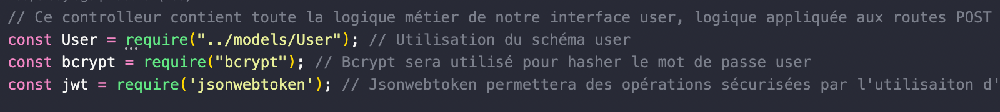 // Ce controlleur contient toute la logique métier de notre interface user, logique appliquée aux routes POST
const User = require("../models/User"); // Utilisation du schéma user
const bcrypt = require("bcrypt"); // Bcrypt sera utilisé pour hasher le mot de passe user
const jwt = require('jsonwebtoken'); // Jsonwebtoken permettera des opérations sécurisées par l'utilisaiton d'